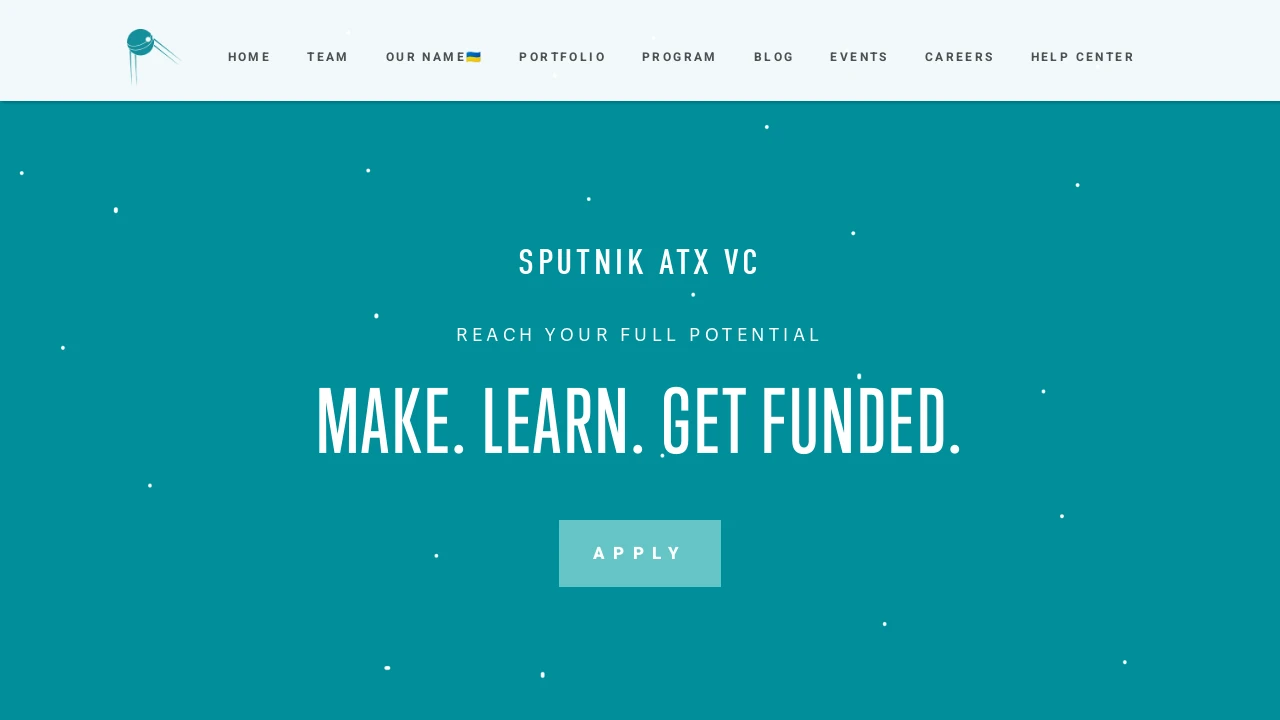 HOME TEAM OUR NAME🇺🇦 PORTFOLIO PROGRAM BLOG EVENTS CAREERS HELP CENTER
SPUTNIK ATX VC
REACH YOUR FULL POTENTIAL
MAKE. LEARN. GET FUNDED.
APPLY